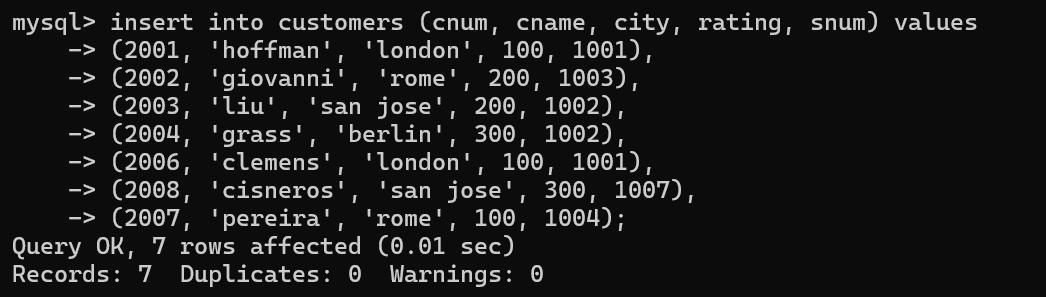 mysql> insert into customers (cnum, cname, city, rating, snum) values
    -> (2001, 'hoffman', 'london', 100, 1001),
    -> (2002, 'giovanni', 'rome', 200, 1003),
    -> (2003, 'liu', 'san jose', 200, 1002),
    -> (2004, 'grass', 'berlin', 300, 1002),
    -> (2006, 'clemens', 'london', 100, 1001),
    -> (2008, 'cisneros', 'san jose', 300, 1007),
    -> (2007, 'pereira', 'rome', 100, 1004);
Query OK, 7 rows affected (0.01 sec)
Records: 7  Duplicates: 0  Warnings: 0